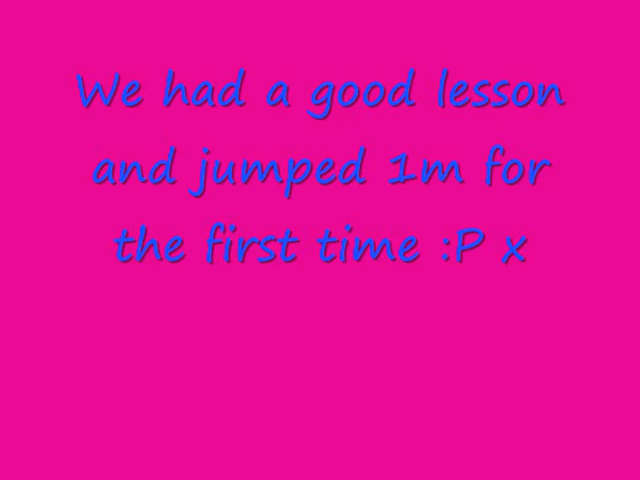 We had a good lesson
and jumped 1m for
the first time :P x